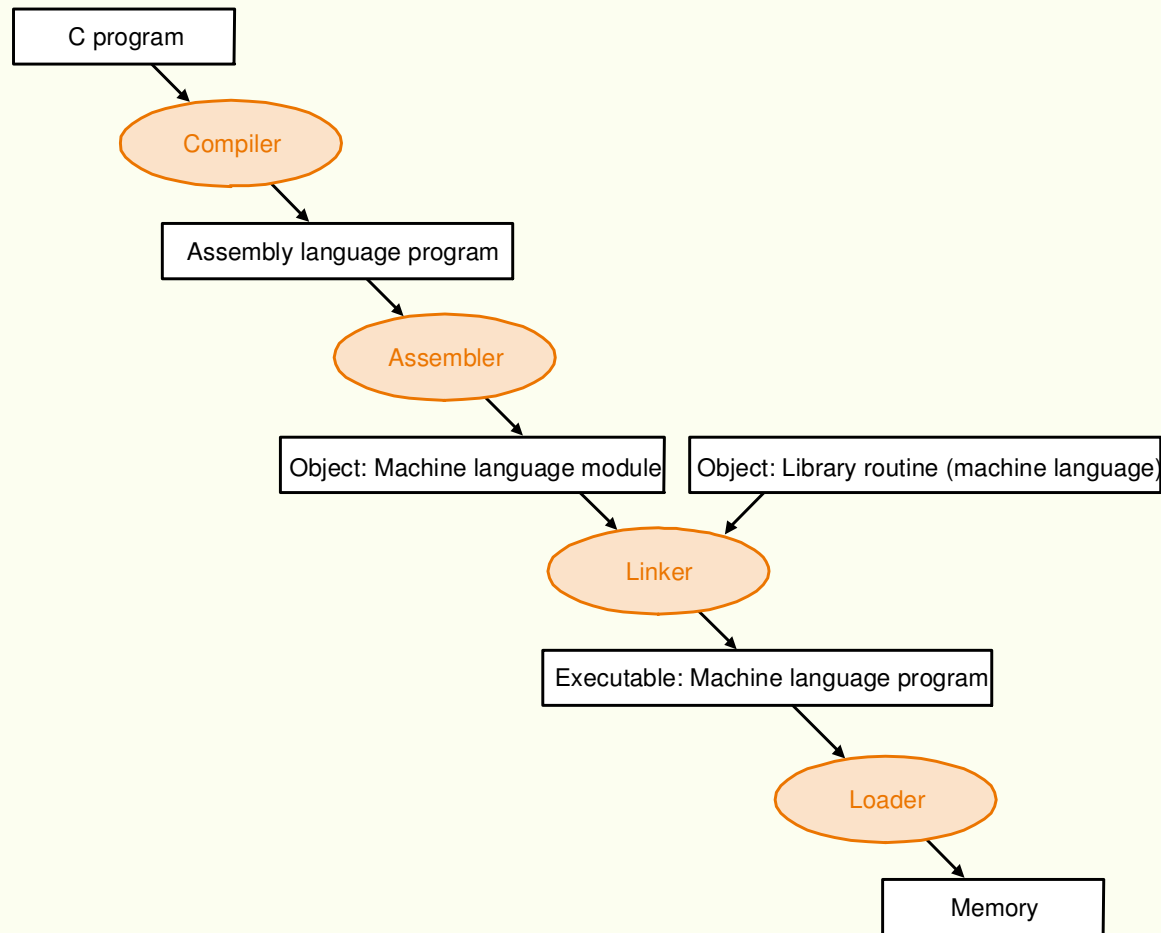 C program
Compiler
Assembly language program
Assembler
Object: Machine language module
Object: Library routine (machine language)
Linker
Executable: Machine language program
Loader
Memory